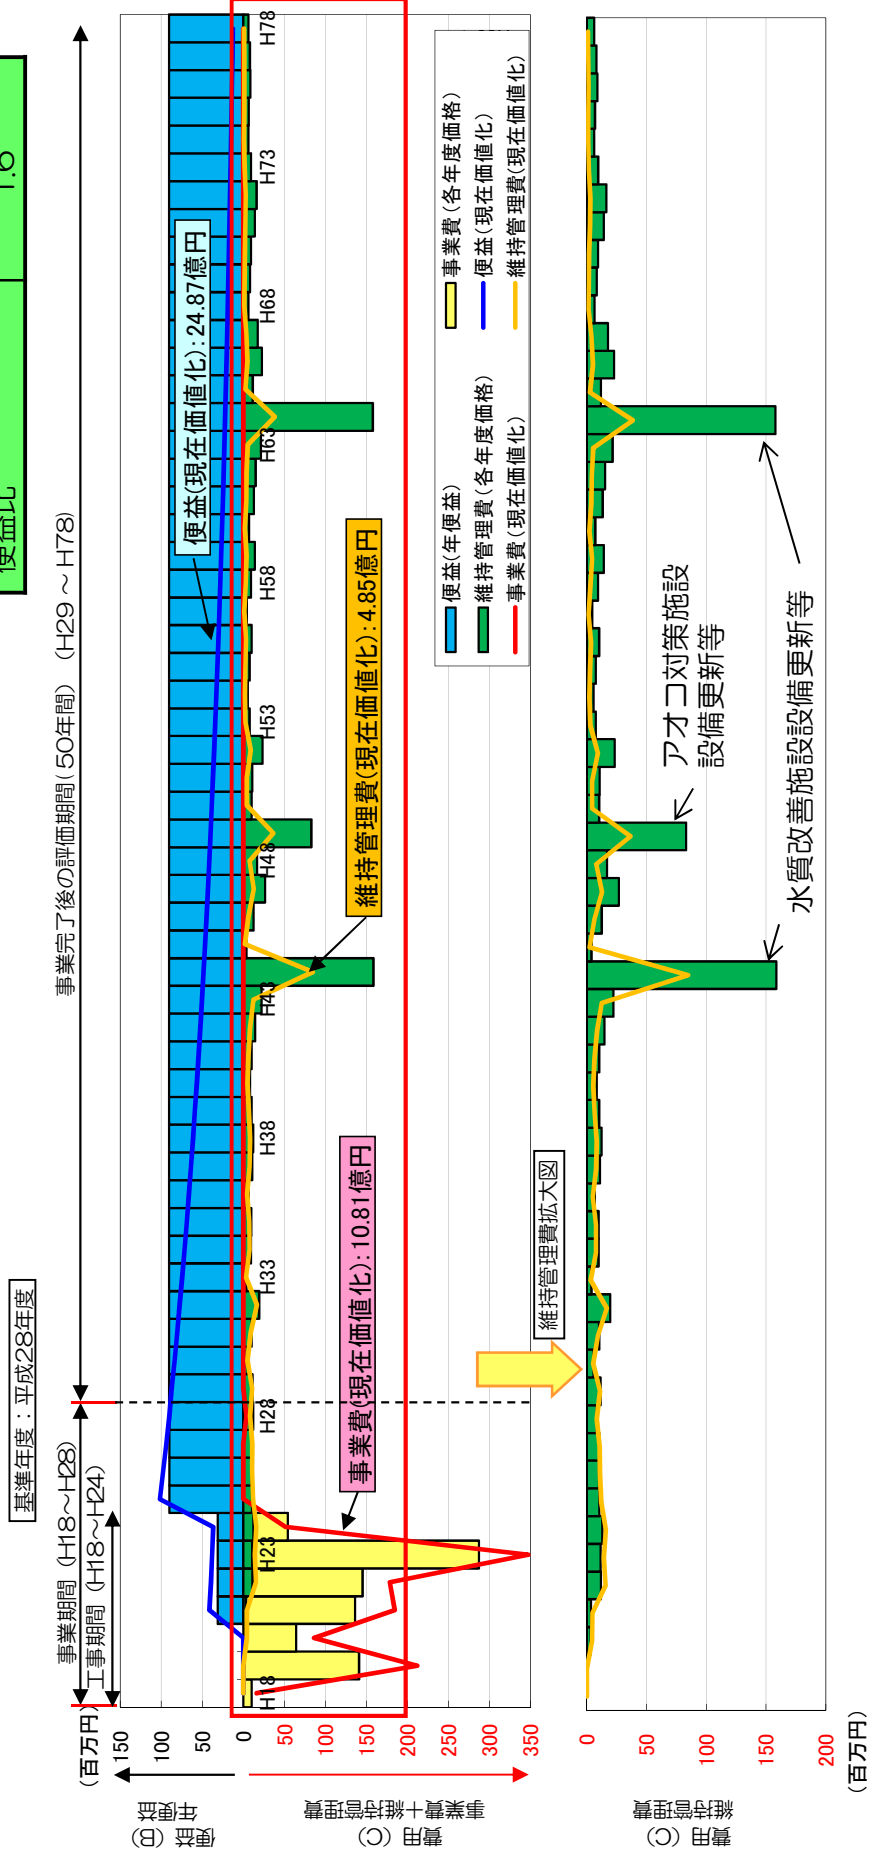 便益比
1.6
基準年度：平成28年度
事業期間（H18～H28）
工事期間（H18～H24）
事業完了後の評価期間（50年間）（H29～H78）
（百万円）
便益（B）
年便益
費用（C）
事業費＋維持管理費
150
100
50
0
50
100
150
200
250
300
350
H18
H23
H28
H33
H38
H43
H48
H53
H58
H63
H68
H73
H78
便益(現在価値化)：24.87億円
維持管理費(現在価値化)：4.85億円
事業費(現在価値化)：10.81億円
便益(年便益)
事業費(各年度価格)
維持管理費(各年度価格)
便益(現在価値化)
事業費(現在価値化)
維持管理費(現在価値化)
維持管理費拡大図
費用（C）
維持管理費
0
50
100
150
200
（百万円）
アオコ対策施設
設備更新等
水質改善施設設備更新等